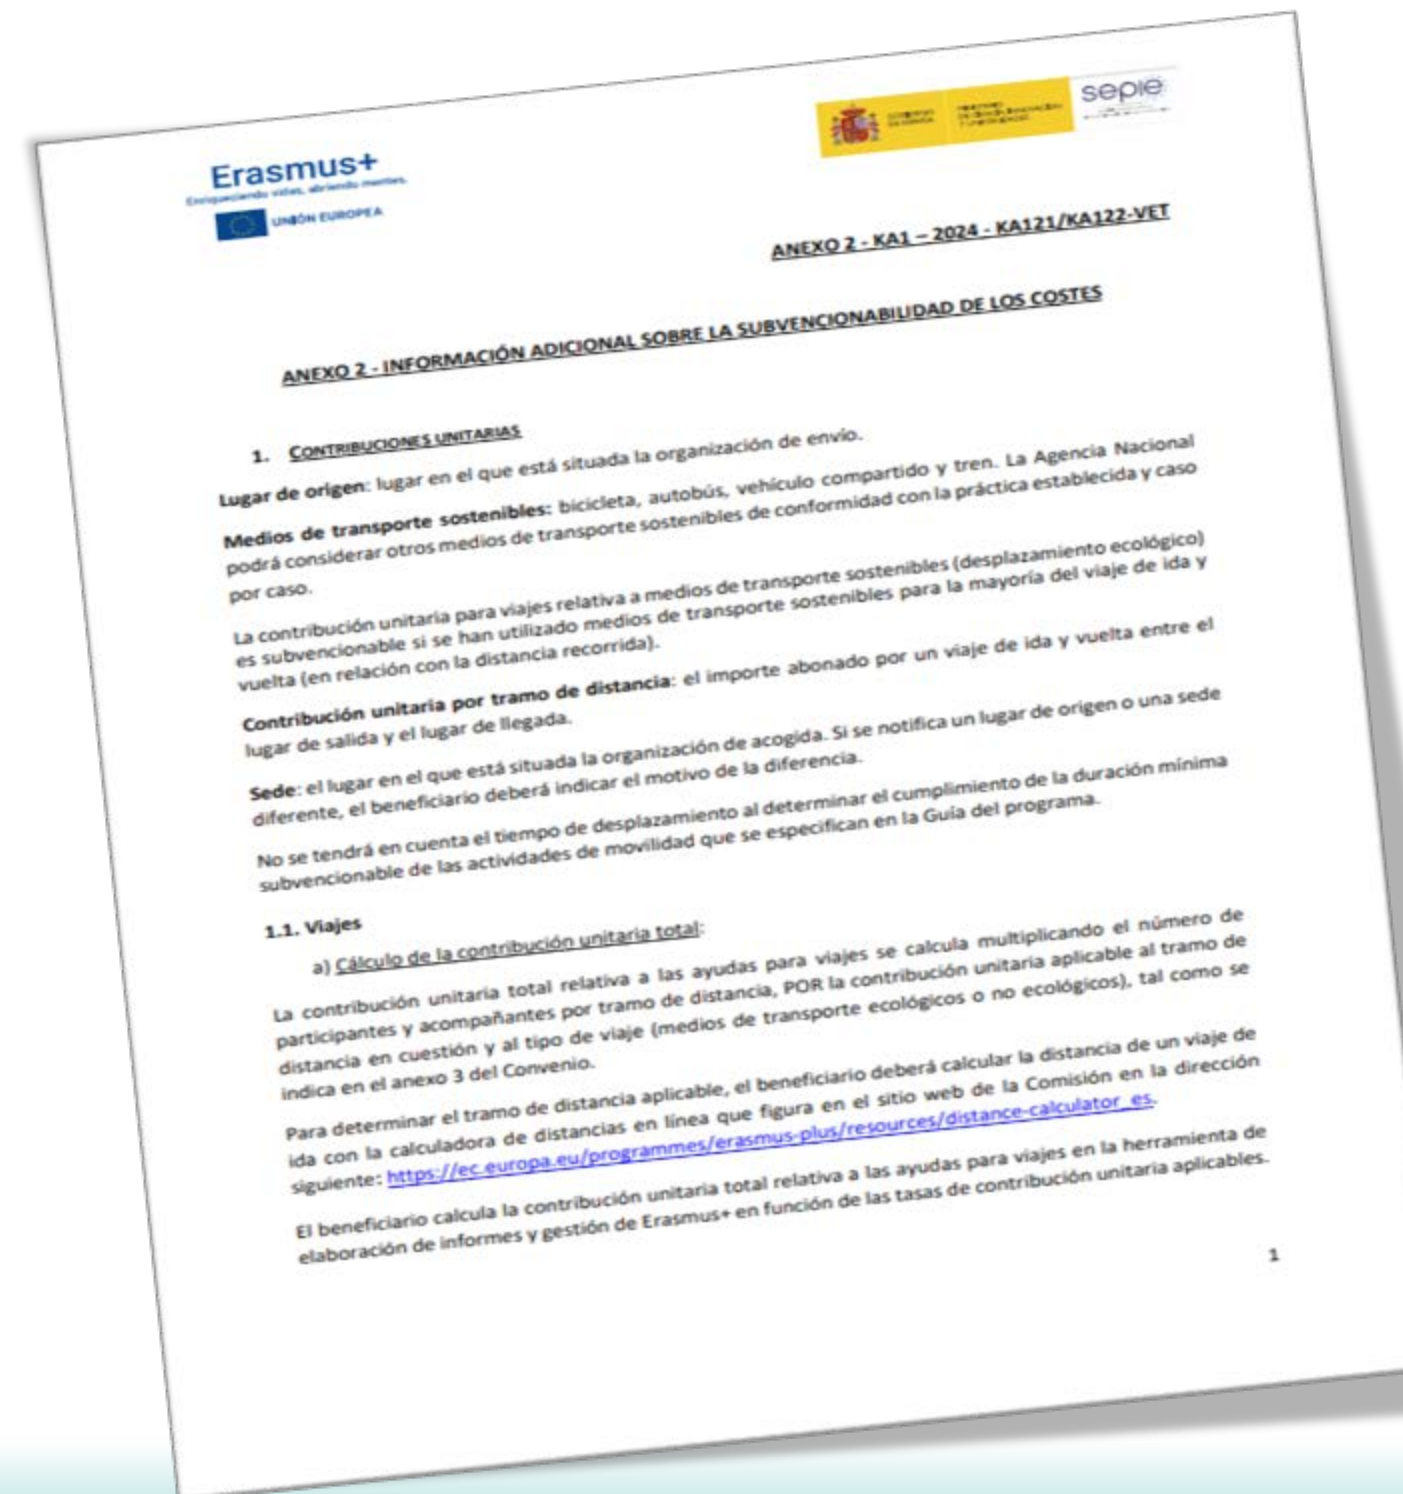 Erasmus+
Enriqueciendo vidas, abriendo mentes.
UNIÓN EUROPEA
GOBIERNO
DE ESPAÑA
MINISTERIO
DE CIENCIA, INNOVACIÓN
Y UNIVERSIDADES
sepie
ANEXO 2 - KA1 – 2024 - KA121/KA122-VET
ANEXO 2 - INFORMACIÓN ADICIONAL SOBRE LA SUBVENCIONABILIDAD DE LOS COSTES
1. CONTRIBUCIONES UNITARIAS
Lugar de origen: lugar en el que está situada la organización de envío.
Medios de transporte sostenibles: bicicleta, autobús, vehículo compartido y tren. La Agencia Nacional
podrá considerar otros medios de transporte sostenibles de conformidad con la práctica establecida y caso
por caso.
La contribución unitaria para viajes relativa a medios de transporte sostenibles (desplazamiento ecológico)
es subvencionable si se han utilizado medios de transporte sostenibles para la mayoría del viaje de ida y
vuelta (en relación con la distancia recorrida).
Contribución unitaria por tramo de distancia: el importe abonado por un viaje de ida y vuelta entre el
lugar de salida y el lugar de llegada.
Sede: el lugar en el que está situada la organización de acogida. Si se notifica un lugar de origen o una sede
diferente, el beneficiario deberá indicar el motivo de la diferencia.
No se tendrá en cuenta el tiempo de desplazamiento al determinar el cumplimiento de la duración mínima
subvencionable de las actividades de movilidad que se especifican en la Guía del programa.
1.1. Viajes
a) Cálculo de la contribución unitaria total:
La contribución unitaria total relativa a las ayudas para viajes se calcula multiplicando el número de
participantes y acompañantes por tramo de distancia, POR la contribución unitaria aplicable al tramo de
distancia en cuestión y al tipo de viaje (medios de transporte ecológicos o no ecológicos), tal como se
indica en el anexo 3 del Convenio.
Para determinar el tramo de distancia aplicable, el beneficiario deberá calcular la distancia de un viaje de
ida con la calculadora de distancias en línea que figura en el sitio web de la Comisión en la dirección
siguiente: https://ec.europa.eu/programmes/erasmus-plus/resources/distance-calculator_es.
El beneficiario calcula la contribución unitaria total relativa a las ayudas para viajes en la herramienta de
elaboración de informes y gestión de Erasmus+ en función de las tasas de contribución unitaria aplicables.
1